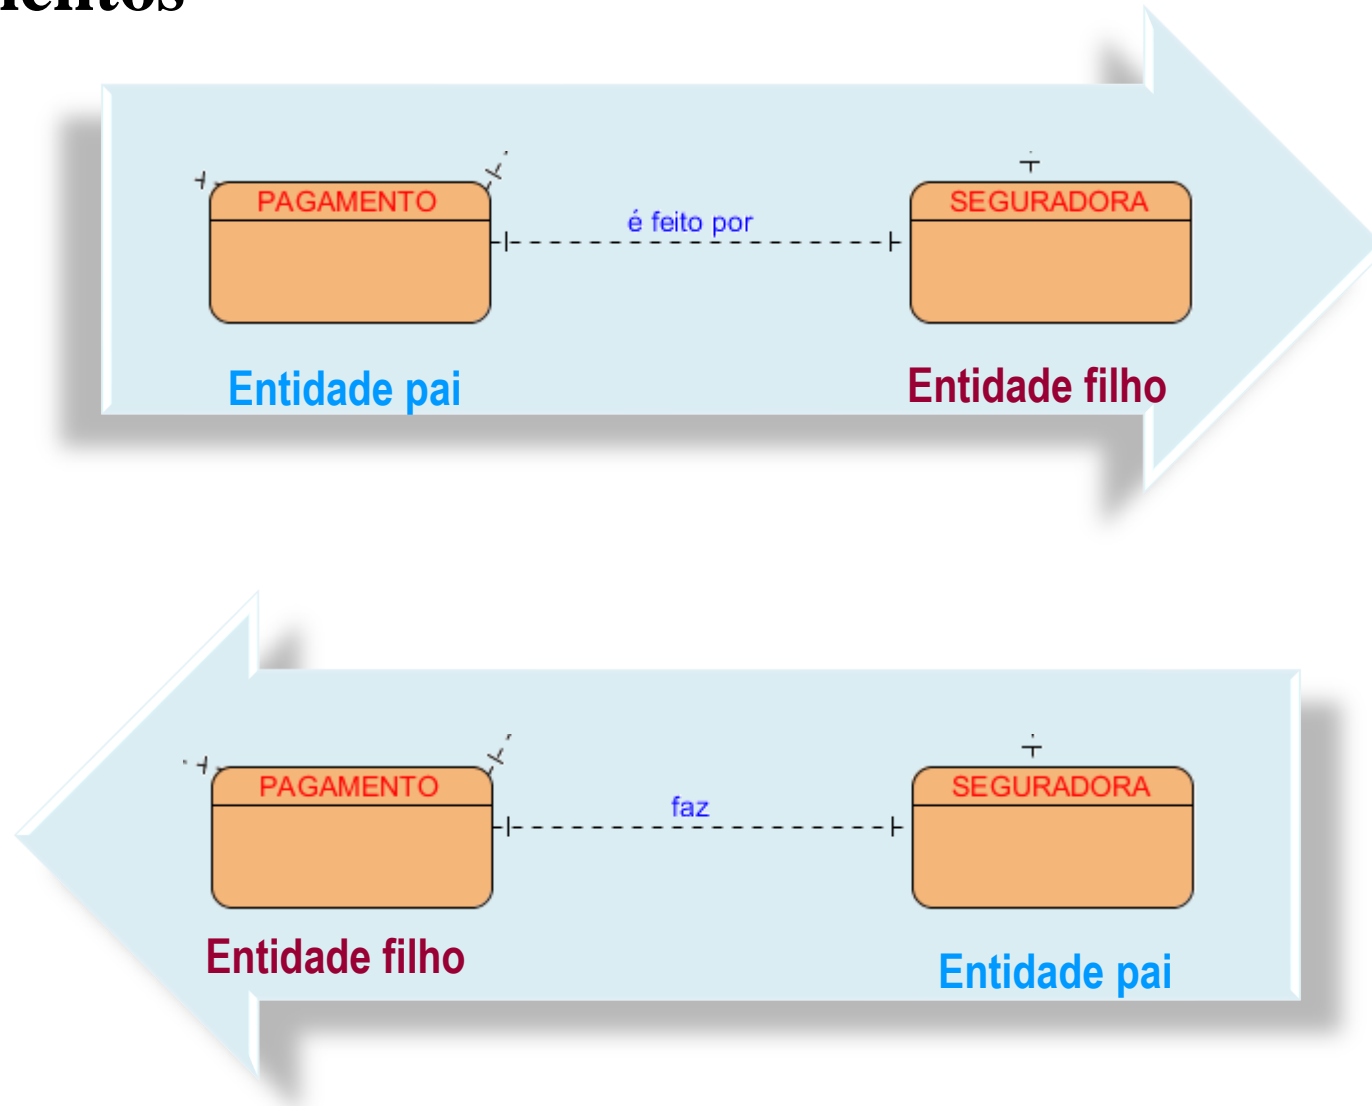 PAGAMENTO
é feito por
SEGURADORA
Entidade pai
Entidade filho
PAGAMENTO
faz
SEGURADORA
Entidade filho
Entidade pai